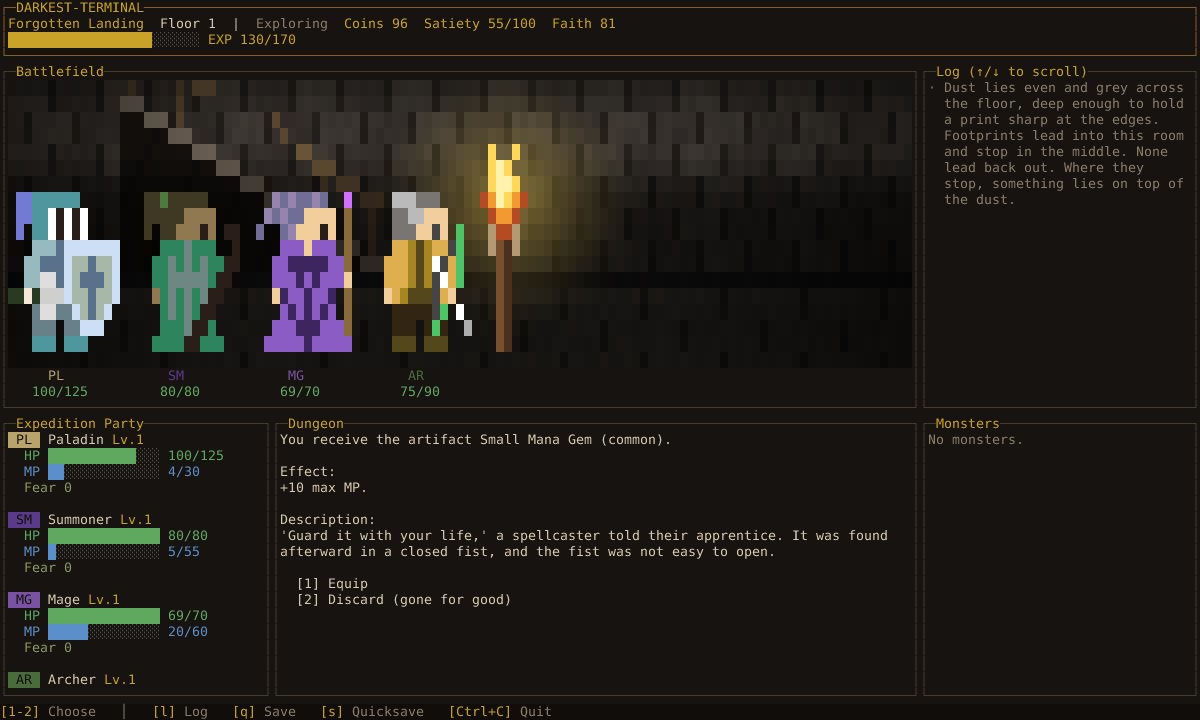 DARKEST-TERMINAL
Forgotten Landing  Floor 1  |  Exploring  Coins 96  Satiety 55/100  Faith 81
EXP 130/170
Battlefield
PL SM MG AR
100/125 80/80 69/70 75/90
Log (↑/↓ to scroll)
· Dust lies even and grey across
the floor, deep enough to hold
a print sharp at the edges.
Footprints lead into this room
and stop in the middle. None
lead back out. Where they
stop, something lies on top of
the dust.
Expedition Party
PL Paladin Lv.1
HP 100/125
MP 4/30
Fear 0
SM Summoner Lv.1
HP 80/80
MP 5/55
Fear 0
MG Mage Lv.1
HP 69/70
MP 20/60
Fear 0
AR Archer Lv.1
Dungeon
You receive the artifact Small Mana Gem (common).
Effect:
+10 max MP.
Description:
'Guard it with your life,' a spellcaster told their apprentice. It was found
afterward in a closed fist, and the fist was not easy to open.
[1] Equip
[2] Discard (gone for good)
Monsters
No monsters.
[1-2] Choose  │  [l] Log  [q] Save  [s] Quicksave  [Ctrl+C] Quit